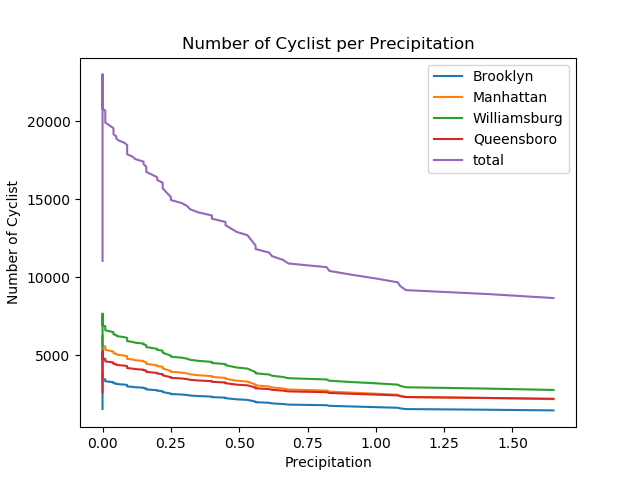 Number of Cyclist per Precipitation
Number of Cyclist
20000
15000
10000
5000
Brooklyn
Manhattan
Williamsburg
Queensboro
total
0.00 0.25 0.50 0.75 1.00 1.25 1.50
Precipitation